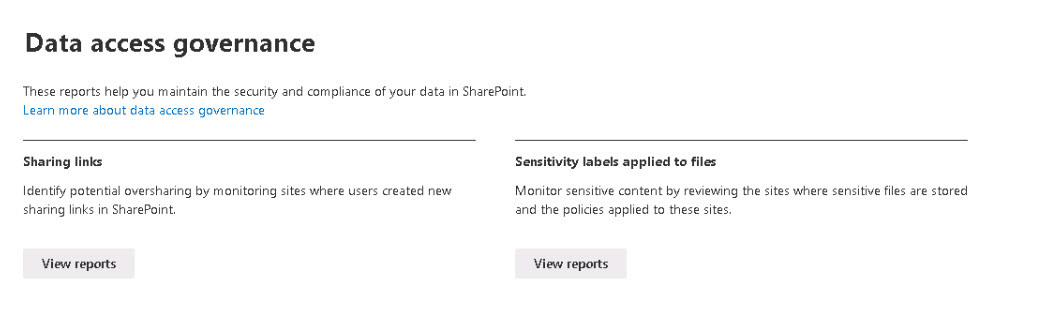 Data access governance
These reports help you maintain the security and compliance of your data in SharePoint.
Learn more about data access governance
Sharing links
Identify potential oversharing by monitoring sites where users created new
sharing links in SharePoint.
View reports
Sensitivity labels applied to files
Monitor sensitive content by reviewing the sites where sensitive files are stored
and the policies applied to these sites.
View reports